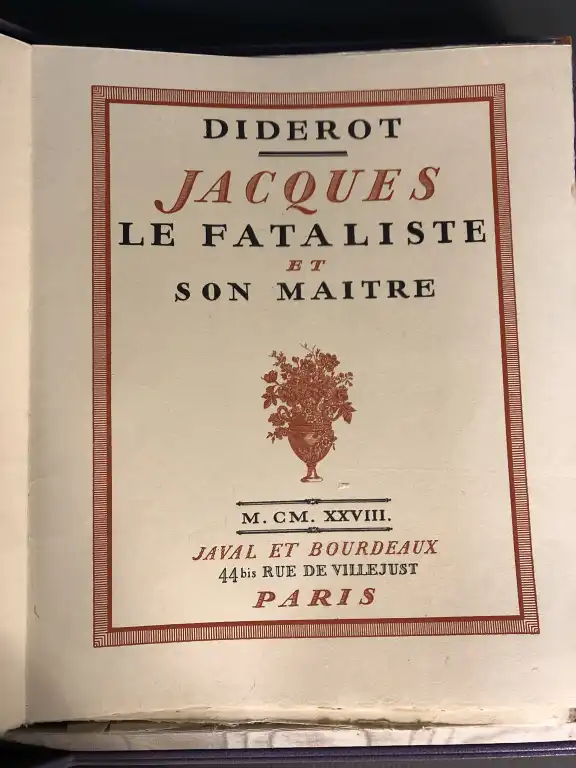 DIDEROT
JACQUES
LE FATALISTE
ET
SON MAITRE
M. CM. XXVIII.
JAVAL ET BOURDEAUX
44bis RUE DE VILLEJUST
PARIS